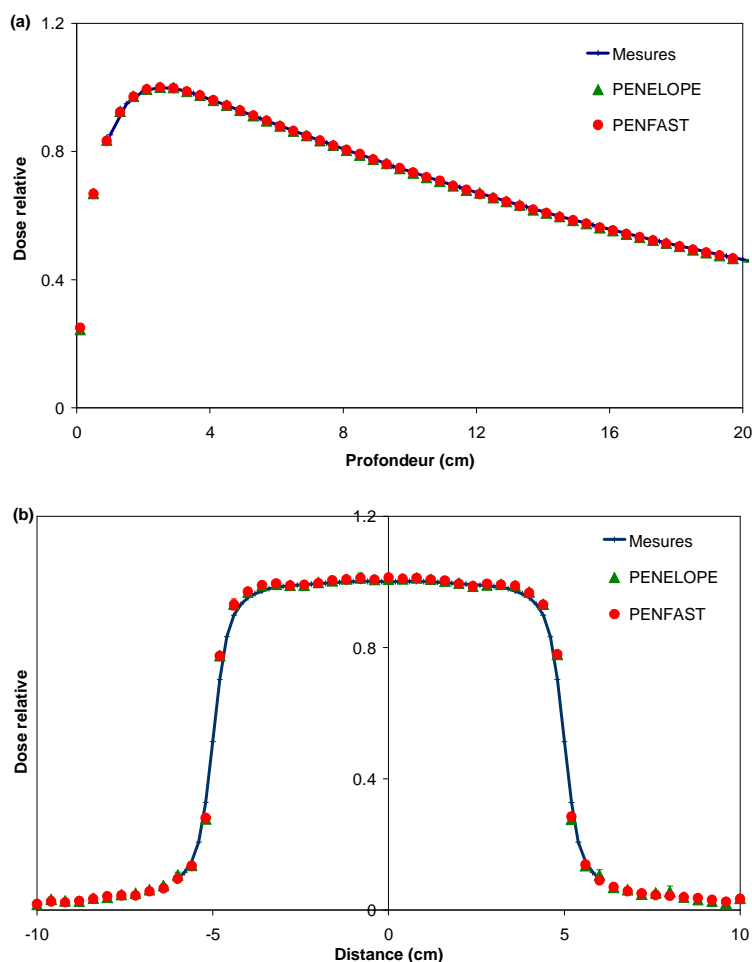 (a)
1.2
Mesures
PENELOPE
PENFAST
0.8
0.4
0
Dose relative
0 4 8 12 16 20
Profondeur (cm)
(b)
1.2
Mesures
PENELOPE
PENFAST
0.8
0.4
0
Dose relative
-10 -5 0 5 10
Distance (cm)